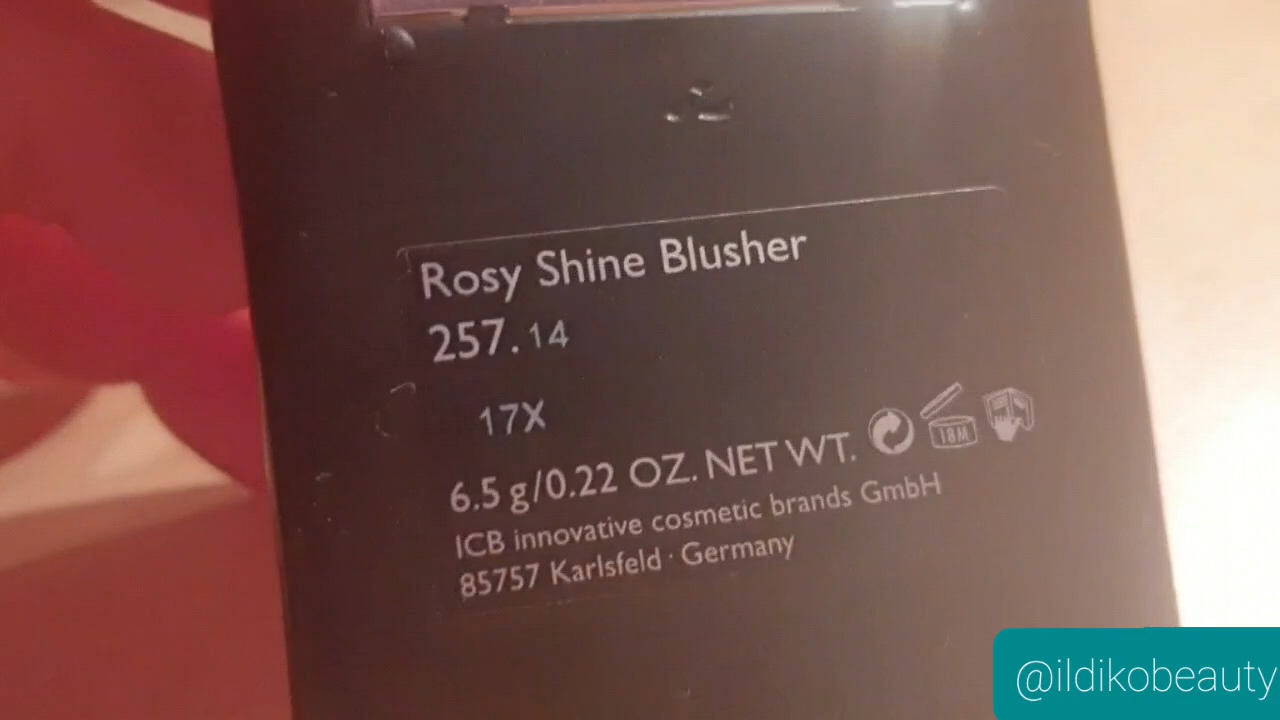 Rosy Shine Blusher
257.14
17X
6.5 g/0.22 OZ. NET WT.
18M
ICB innovative cosmetic brands GmbH
85757 Karlsfeld · Germany
@ildikobeauty